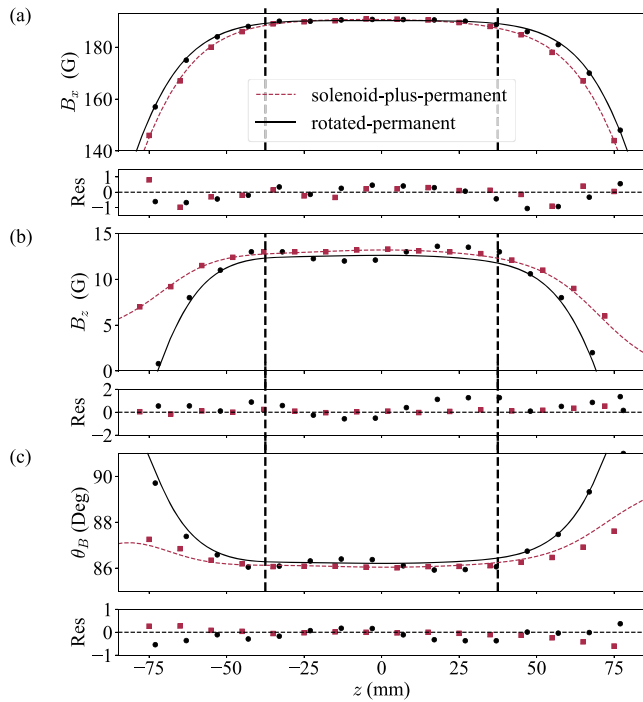 (a)
B_x (G)
180
160
140
solenoid-plus-permanent
rotated-permanent
Res
1
0
−1
(b)
B_z (G)
15
10
5
0
Res
2
0
−2
(c)
θ_B (Deg)
90
88
86
Res
1
0
−1
−75 −50 −25 0 25 50 75
z (mm)